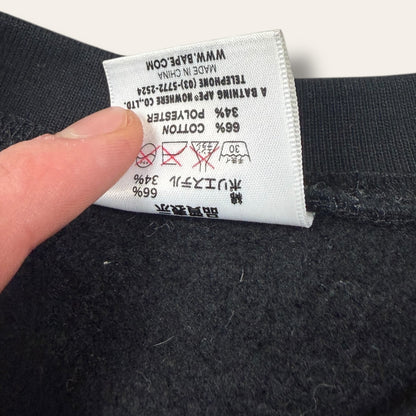 品質表示
綿 66%
ポリエステル 34%
66% COTTON
34% POLYESTER
A BATHING APE® NOWHERE CO.,LTD.
TELEPHONE (03)-5772-2524
MADE IN CHINA
WWW.BAPE.COM